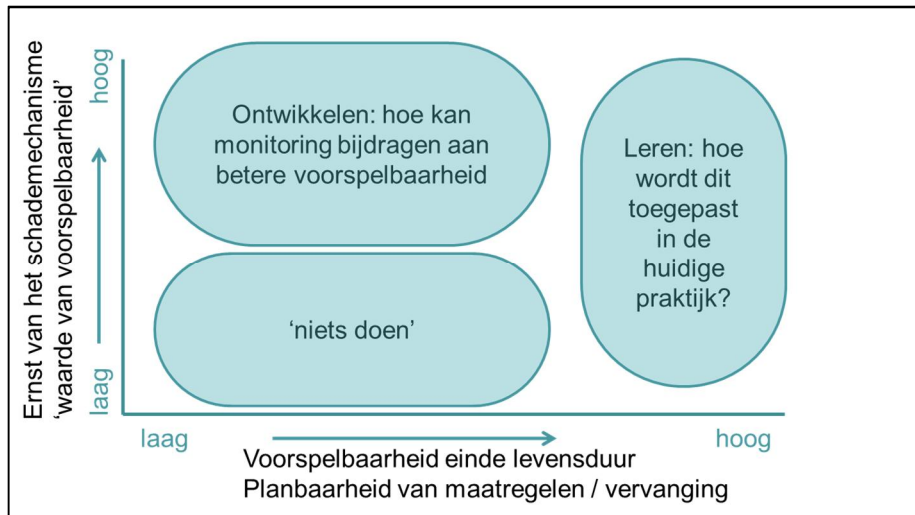 Ernst van het schademechanisme
'waarde van voorspelbaarheid'
hoog
laag
Ontwikkelen: hoe kan
monitoring bijdragen aan
betere voorspelbaarheid
'niets doen'
Leren: hoe
wordt dit
toegepast
in de
huidige
praktijk?
laag
hoog
Voorspelbaarheid einde levensduur
Planbaarheid van maatregelen / vervanging